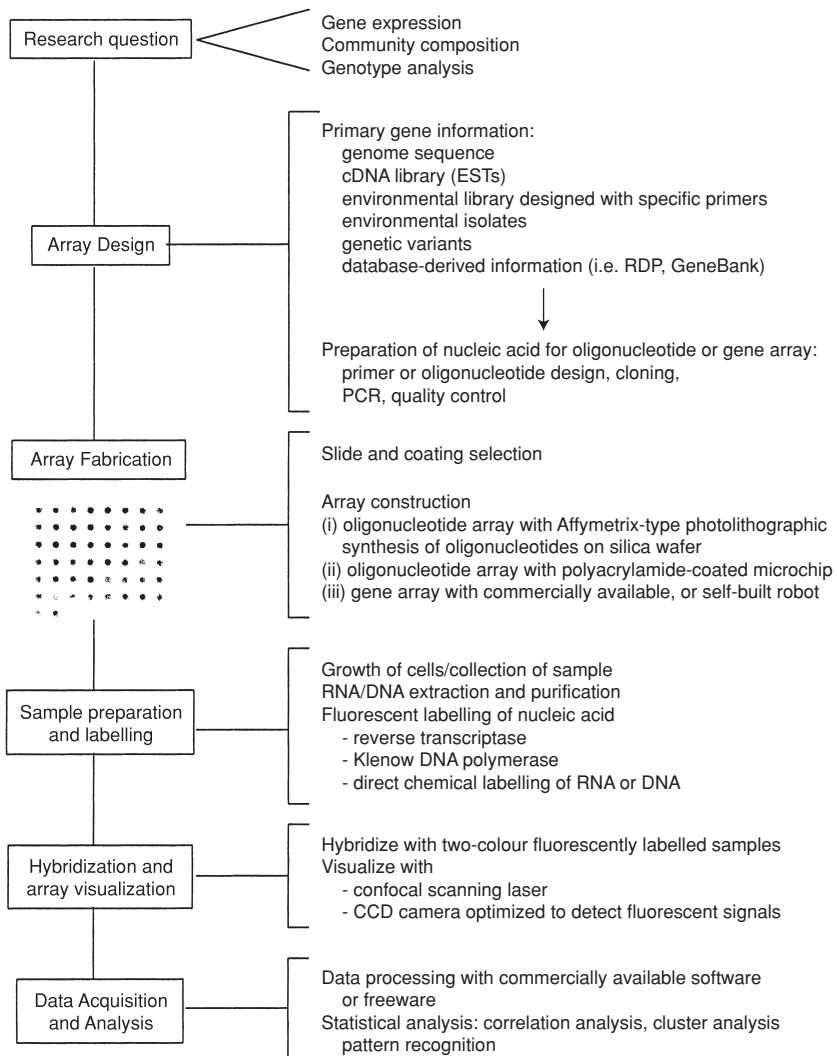 Research question
Gene expression
Community composition
Genotype analysis
Array Design
Primary gene information:
genome sequence
cDNA library (ESTs)
environmental library designed with specific primers
environmental isolates
genetic variants
database-derived information (i.e. RDP, GeneBank)
Preparation of nucleic acid for oligonucleotide or gene array:
primer or oligonucleotide design, cloning,
PCR, quality control
Array Fabrication
Slide and coating selection
Array construction
(i) oligonucleotide array with Affymetrix-type photolithographic
synthesis of oligonucleotides on silica wafer
(ii) oligonucleotide array with polyacrylamide-coated microchip
(iii) gene array with commercially available, or self-built robot
Sample preparation
and labelling
Growth of cells/collection of sample
RNA/DNA extraction and purification
Fluorescent labelling of nucleic acid
- reverse transcriptase
- Klenow DNA polymerase
- direct chemical labelling of RNA or DNA
Hybridization and
array visualization
Hybridize with two-colour fluorescently labelled samples
Visualize with
- confocal scanning laser
- CCD camera optimized to detect fluorescent signals
Data Acquisition
and Analysis
Data processing with commercially available software
or freeware
Statistical analysis: correlation analysis, cluster analysis
pattern recognition